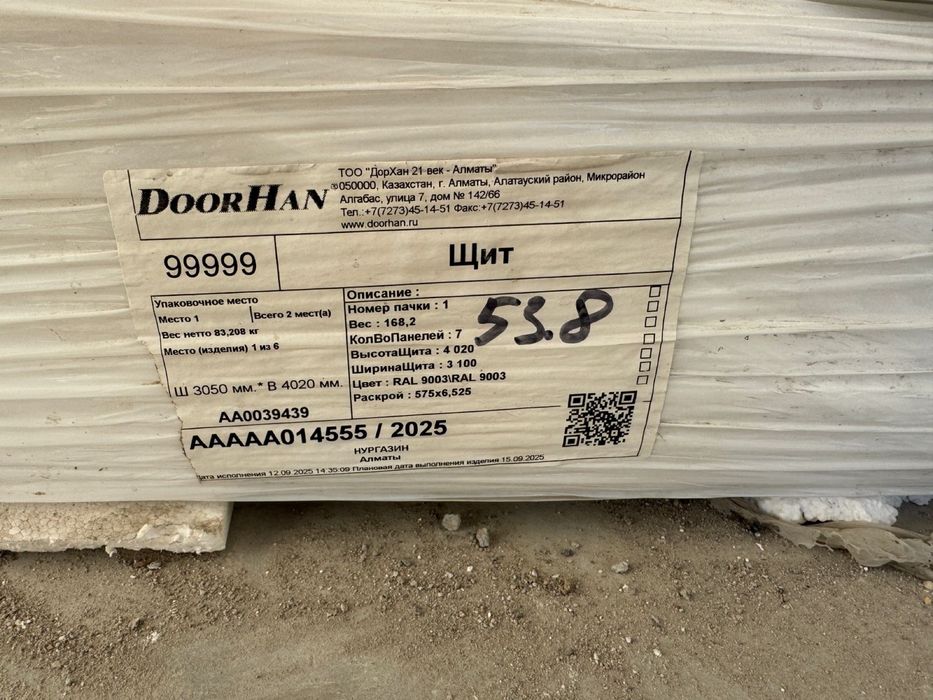 DOORHAN®
ТОО "ДорХан 21 век - Алматы"
050000, Казахстан, г. Алматы, Алатауский район, Микрорайон
Алгабас, улица 7, дом № 142/66
Тел.:+7(7273)45-14-51 Факс:+7(7273)45-14-51
www.doorhan.ru
99999
Щит
Упаковочное место
Место 1
Всего 2 мест(а)
Вес нетто 83,208 кг
Место (изделия) 1 из 6
Ш 3050 мм.* В 4020 мм.
АА0039439
Описание :
Номер пачки : 1
Вес : 168,2
КолВоПанелей : 7
ВысотаЩита : 4 020
ШиринаЩита : 3 100
Цвет : RAL 9003\RAL 9003
Раскрой : 575x6,525
53.8
AAAAA014555 / 2025
НУРГАЗИН
Алматы
Дата исполнения 12.09.2025 14:35:09 Плановая дата выполнения изделия 15.09.2025